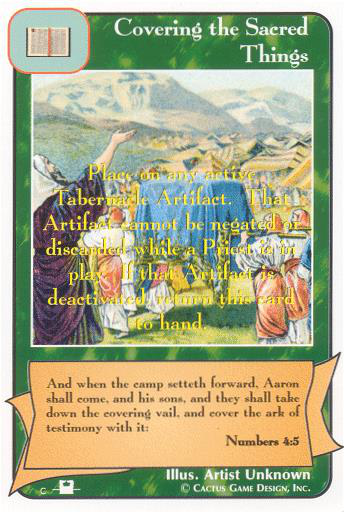 Covering the Sacred
Things
Place on any active
Tabernacle Artifact. That
Artifact cannot be negated or
discarded while a Priest is in
play. If that Artifact is
deactivated, return this card
to hand.
And when the camp setteth forward, Aaron
shall come, and his sons, and they shall take
down the covering vail, and cover the ark of
testimony with it:
Numbers 4:5
Illus. Artist Unknown
C © CACTUS GAME DESIGN, INC.